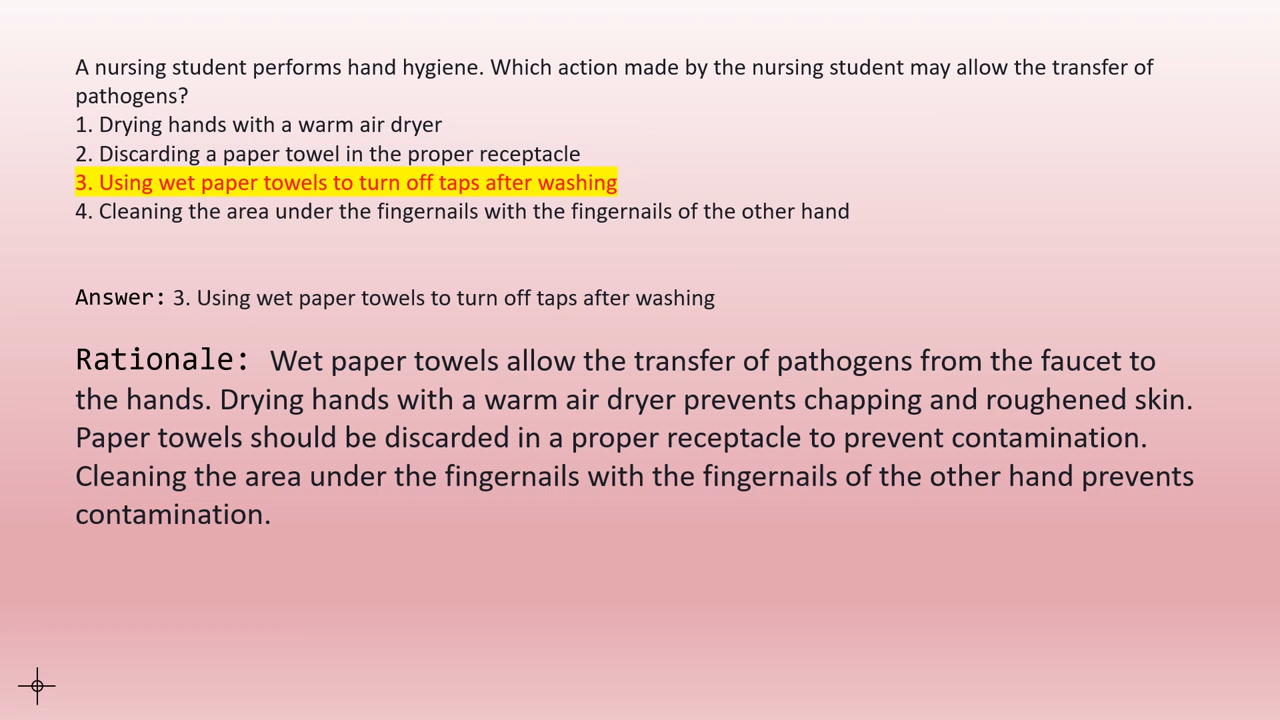 A nursing student performs hand hygiene. Which action made by the nursing student may allow the transfer of
pathogens?
1. Drying hands with a warm air dryer
2. Discarding a paper towel in the proper receptacle
3. Using wet paper towels to turn off taps after washing
4. Cleaning the area under the fingernails with the fingernails of the other hand
Answer: 3. Using wet paper towels to turn off taps after washing
Rationale: Wet paper towels allow the transfer of pathogens from the faucet to
the hands. Drying hands with a warm air dryer prevents chapping and roughened skin.
Paper towels should be discarded in a proper receptacle to prevent contamination.
Cleaning the area under the fingernails with the fingernails of the other hand prevents
contamination.